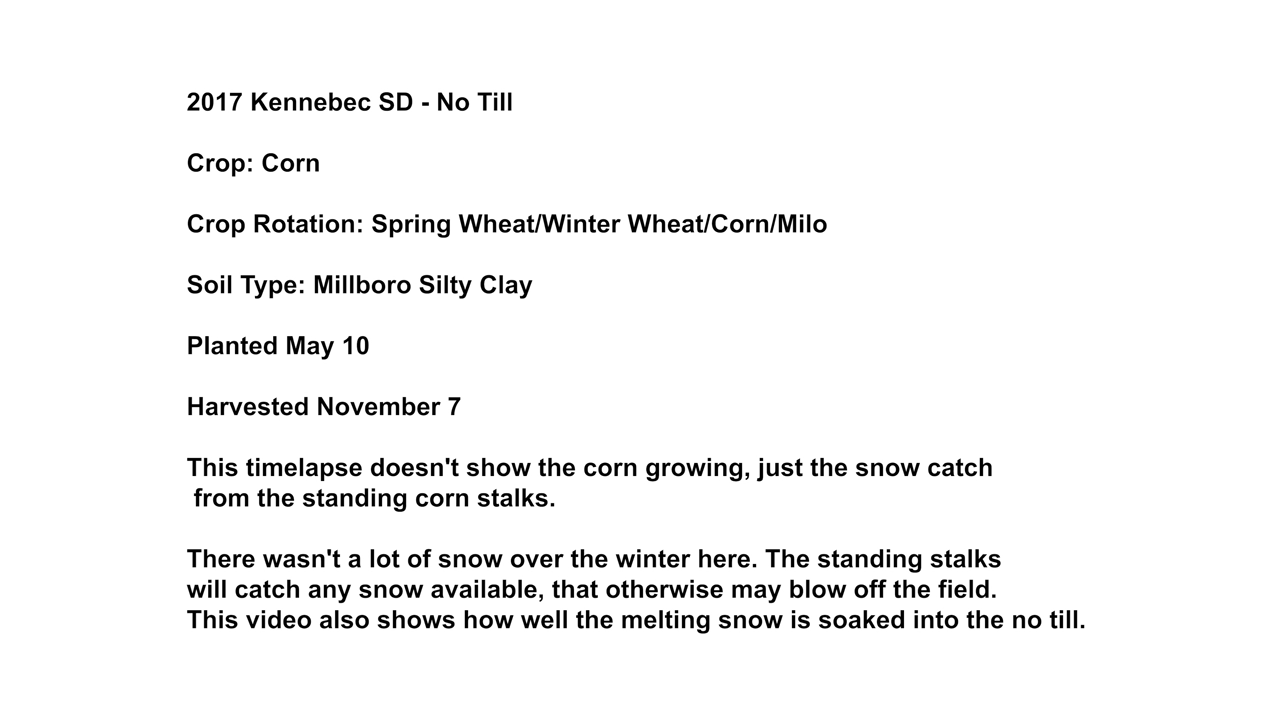 2017 Kennebec SD - No Till
Crop: Corn
Crop Rotation: Spring Wheat/Winter Wheat/Corn/Milo
Soil Type: Millboro Silty Clay
Planted May 10
Harvested November 7
This timelapse doesn't show the corn growing, just the snow catch
from the standing corn stalks.
There wasn't a lot of snow over the winter here. The standing stalks
will catch any snow available, that otherwise may blow off the field.
This video also shows how well the melting snow is soaked into the no till.